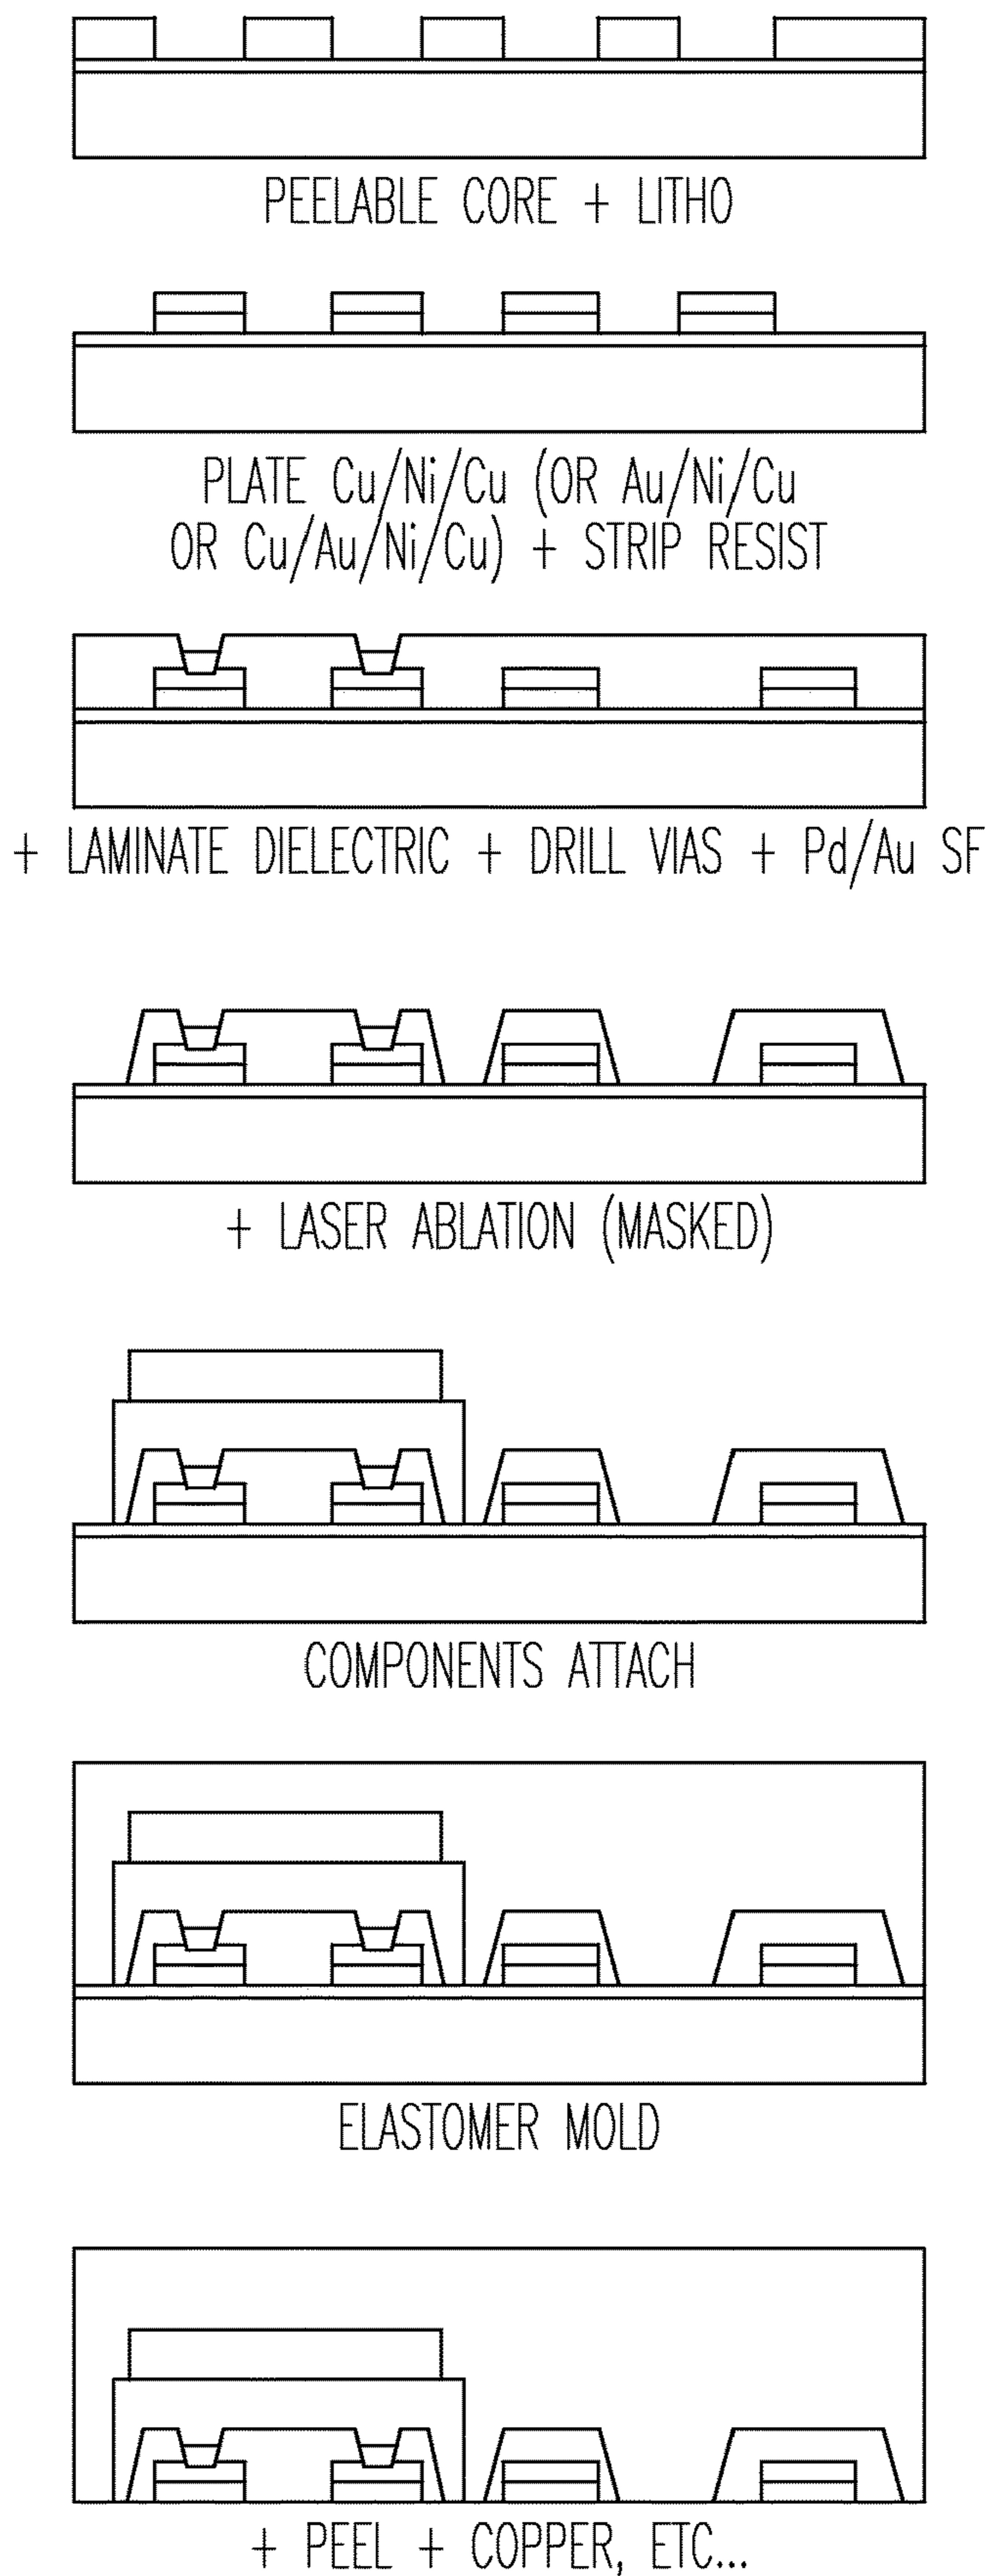 PEELABLE CORE + LITHO
PLATE Cu/Ni/Cu (OR Au/Ni/Cu
OR Cu/Au/Ni/Cu) + STRIP RESIST
+ LAMINATE DIELECTRIC + DRILL VIAS + Pd/Au SF
+ LASER ABLATION (MASKED)
COMPONENTS ATTACH
ELASTOMER MOLD
+ PEEL + COPPER, ETC...